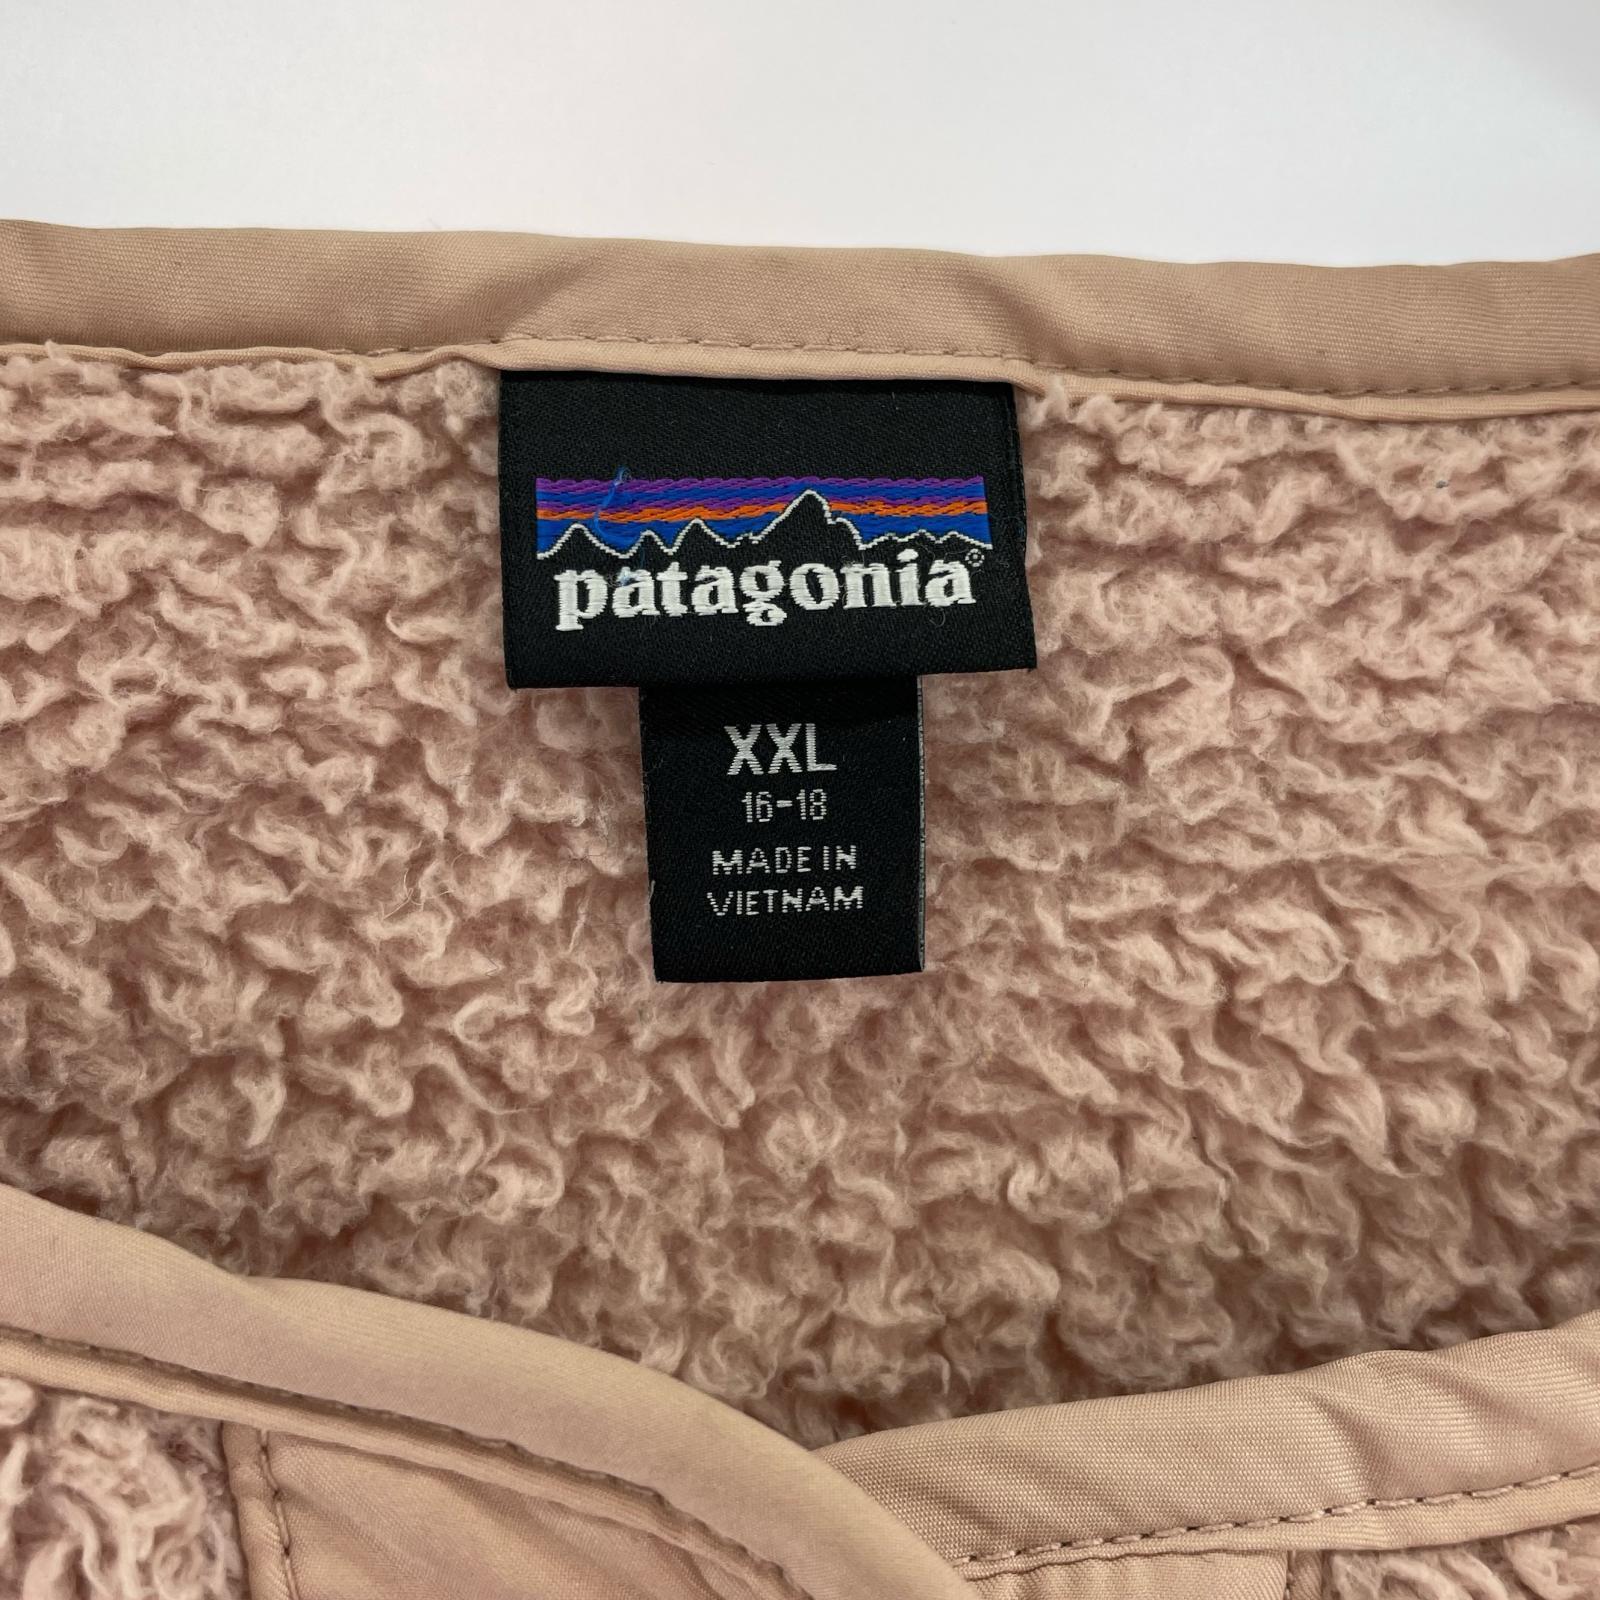 patagonia®
XXL
16-18
MADE IN
VIETNAM